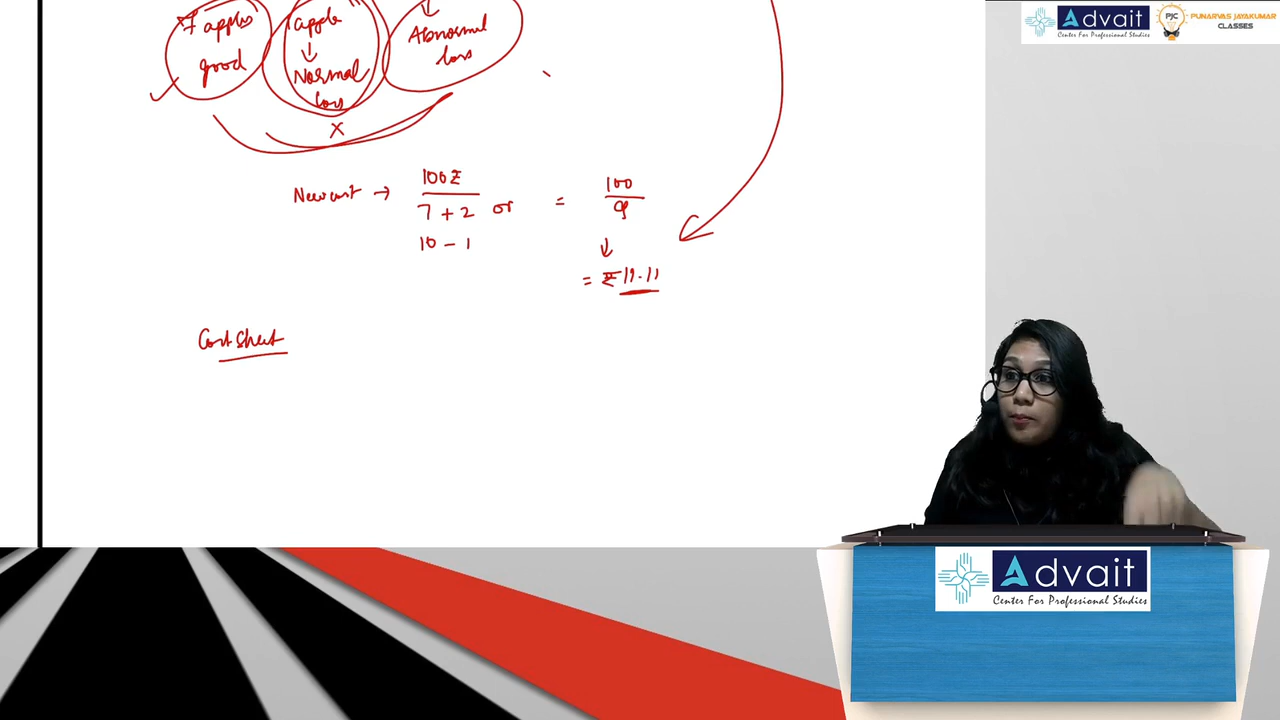 7 apples
good
1 apple
↓
Normal
loss
↓
Abnormal
loss
x
New cost → 100₹
7 + 2 or
10 - 1
= 100
9
↓
= ₹ 11.11
Cost Sheet
Advait
Center For Professional Studies
PJC
PUNARVAS JAYAKUMAR
CLASSES
Advait
Center For Professional Studies